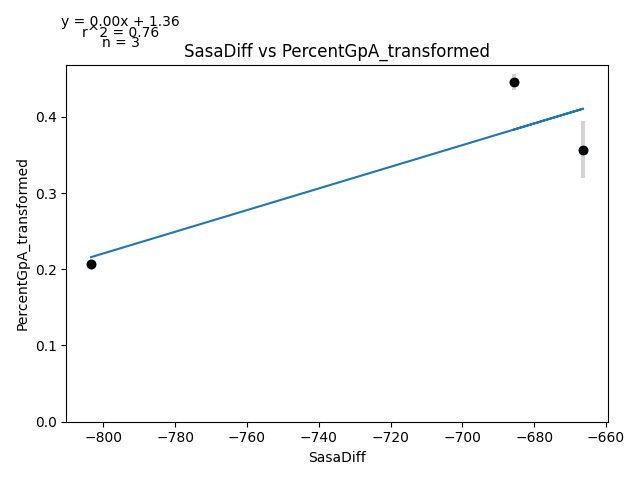 y = 0.00x + 1.36
r^2 = 0.76
n = 3
SasaDiff vs PercentGpA_transformed
PercentGpA_transformed
0.4
0.3
0.2
0.1
0.0
−800 −780 −760 −740 −720 −700 −680 −660
SasaDiff